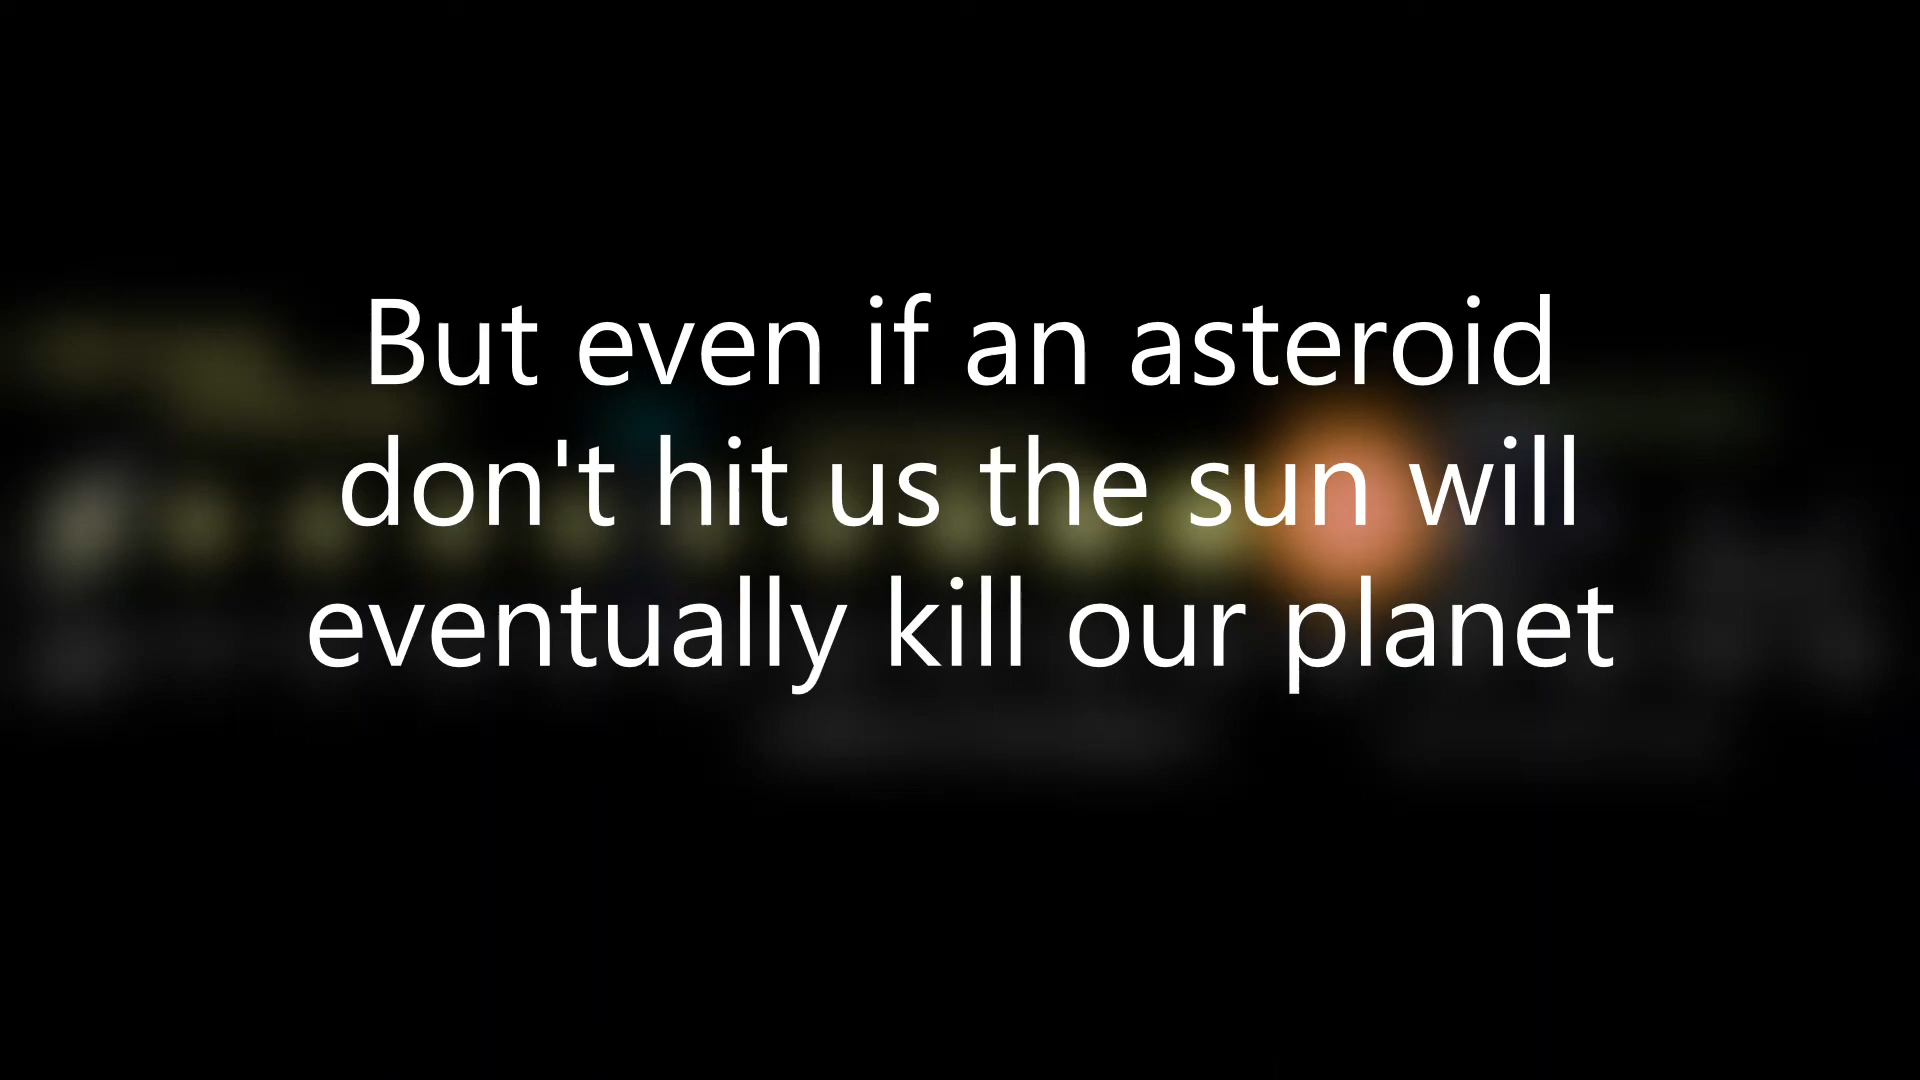 But even if an asteroid
don't hit us the sun will
eventually kill our planet